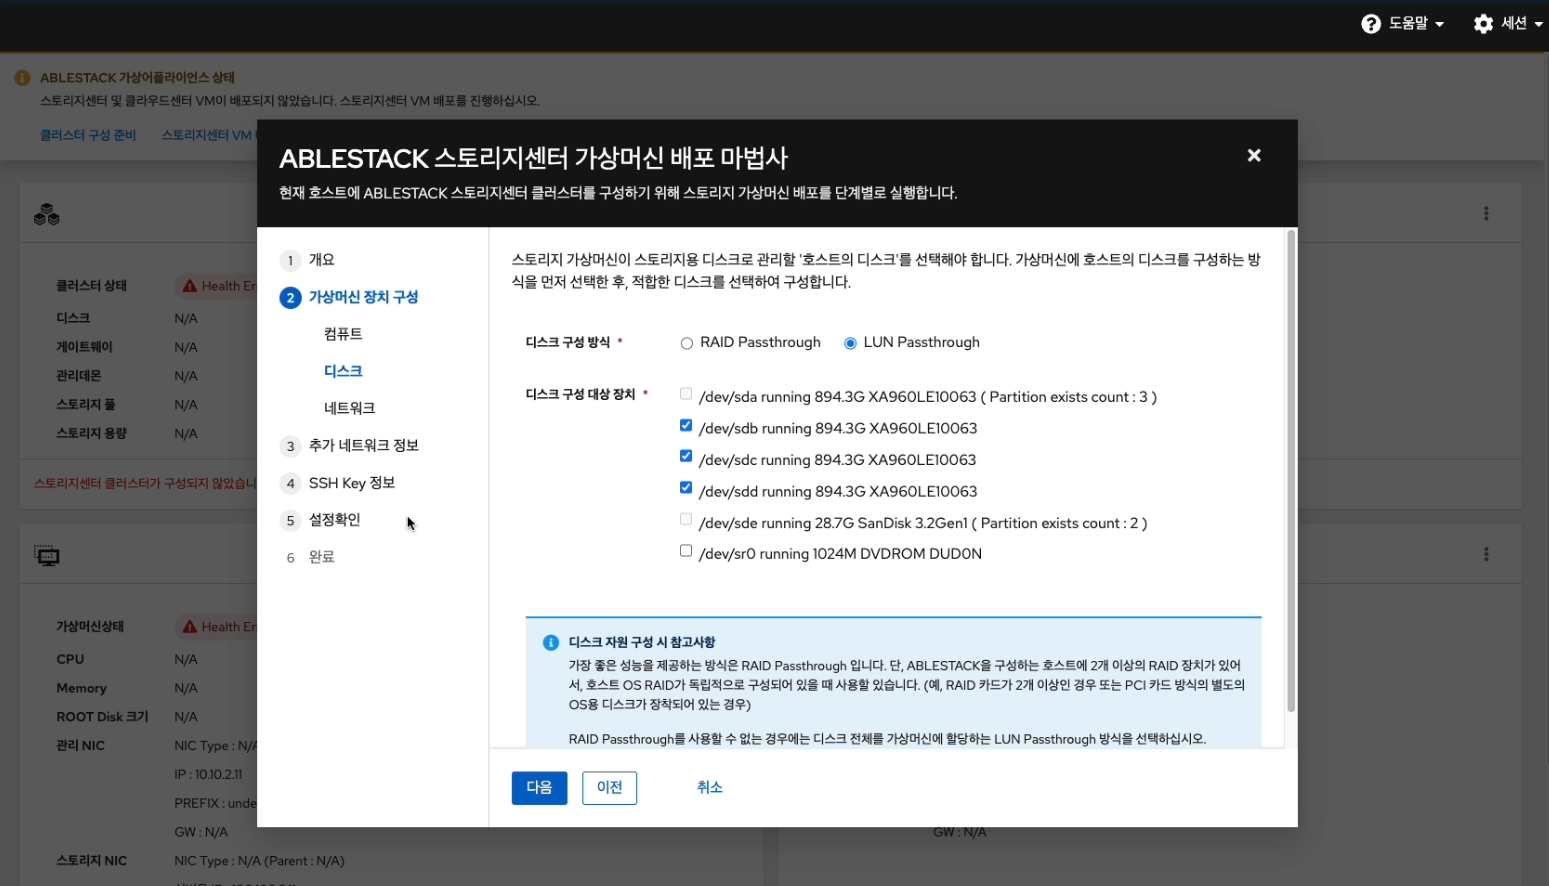 도움말
세션
ABLESTACK 가상어플라이언스 상태
스토리지센터 및 클라우드센터 VM이 배포되지 않았습니다. 스토리지센터 VM 배포를 진행하십시오.
클러스터 구성 준비
스토리지센터 VM
ABLESTACK 스토리지센터 가상머신 배포 마법사
현재 호스트에 ABLESTACK 스토리지센터 클러스터를 구성하기 위해 스토리지 가상머신 배포를 단계별로 실행합니다.
클러스터 상태
Health Er
디스크 N/A
게이트웨이 N/A
관리데몬 N/A
스토리지 풀 N/A
스토리지 용량 N/A
스토리지센터 클러스터가 구성되지 않았습니
가상머신상태
Health Er
CPU N/A
Memory N/A
ROOT Disk 크기 N/A
관리 NIC NIC Type : N/A
IP : 10.10.2.11
PREFIX : unde
GW : N/A
스토리지 NIC NIC Type : N/A (Parent : N/A)
GW : N/A
1 개요
2 가상머신 장치 구성
컴퓨트
디스크
네트워크
3 추가 네트워크 정보
4 SSH Key 정보
5 설정확인
6 완료
스토리지 가상머신이 스토리지용 디스크로 관리할 '호스트의 디스크'를 선택해야 합니다. 가상머신에 호스트의 디스크를 구성하는 방
식을 먼저 선택한 후, 적합한 디스크를 선택하여 구성합니다.
디스크 구성 방식 *
RAID Passthrough
LUN Passthrough
디스크 구성 대상 장치 *
/dev/sda running 894.3G XA960LE10063 ( Partition exists count : 3 )
/dev/sdb running 894.3G XA960LE10063
/dev/sdc running 894.3G XA960LE10063
/dev/sdd running 894.3G XA960LE10063
/dev/sde running 28.7G SanDisk 3.2Gen1 ( Partition exists count : 2 )
/dev/sr0 running 1024M DVDROM DUD0N
디스크 자원 구성 시 참고사항
가장 좋은 성능을 제공하는 방식은 RAID Passthrough 입니다. 단, ABLESTACK을 구성하는 호스트에 2개 이상의 RAID 장치가 있어
서, 호스트 OS RAID가 독립적으로 구성되어 있을 때 사용할 있습니다. (예, RAID 카드가 2개 이상인 경우 또는 PCI 카드 방식의 별도의
OS용 디스크가 장착되어 있는 경우)
RAID Passthrough를 사용할 수 없는 경우에는 디스크 전체를 가상머신에 할당하는 LUN Passthrough 방식을 선택하십시오.
다음
이전
취소